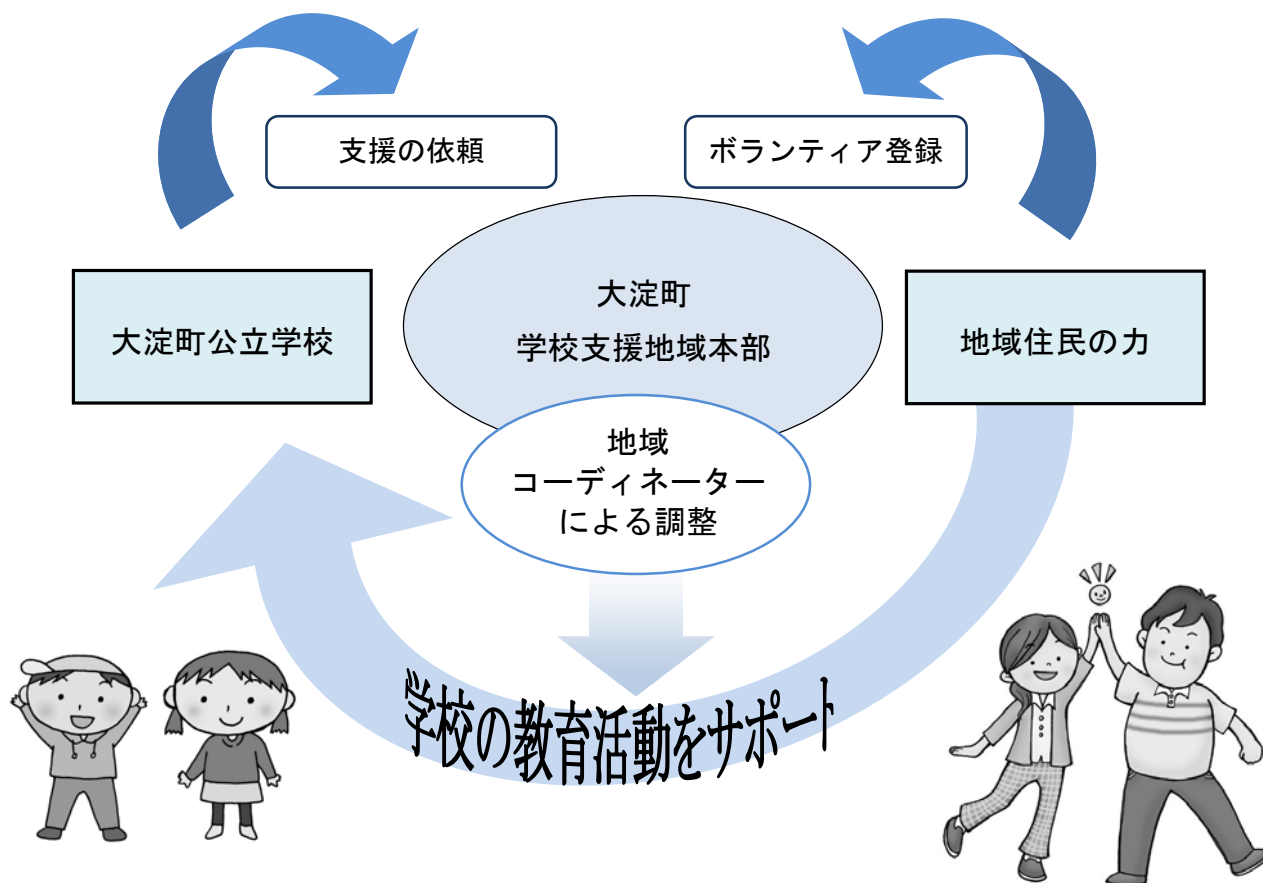 支援の依頼
ボランティア登録
大淀町公立学校
大淀町
学校支援地域本部
地域住民の力
地域
コーディネーター
による調整
学校の教育活動をサポート